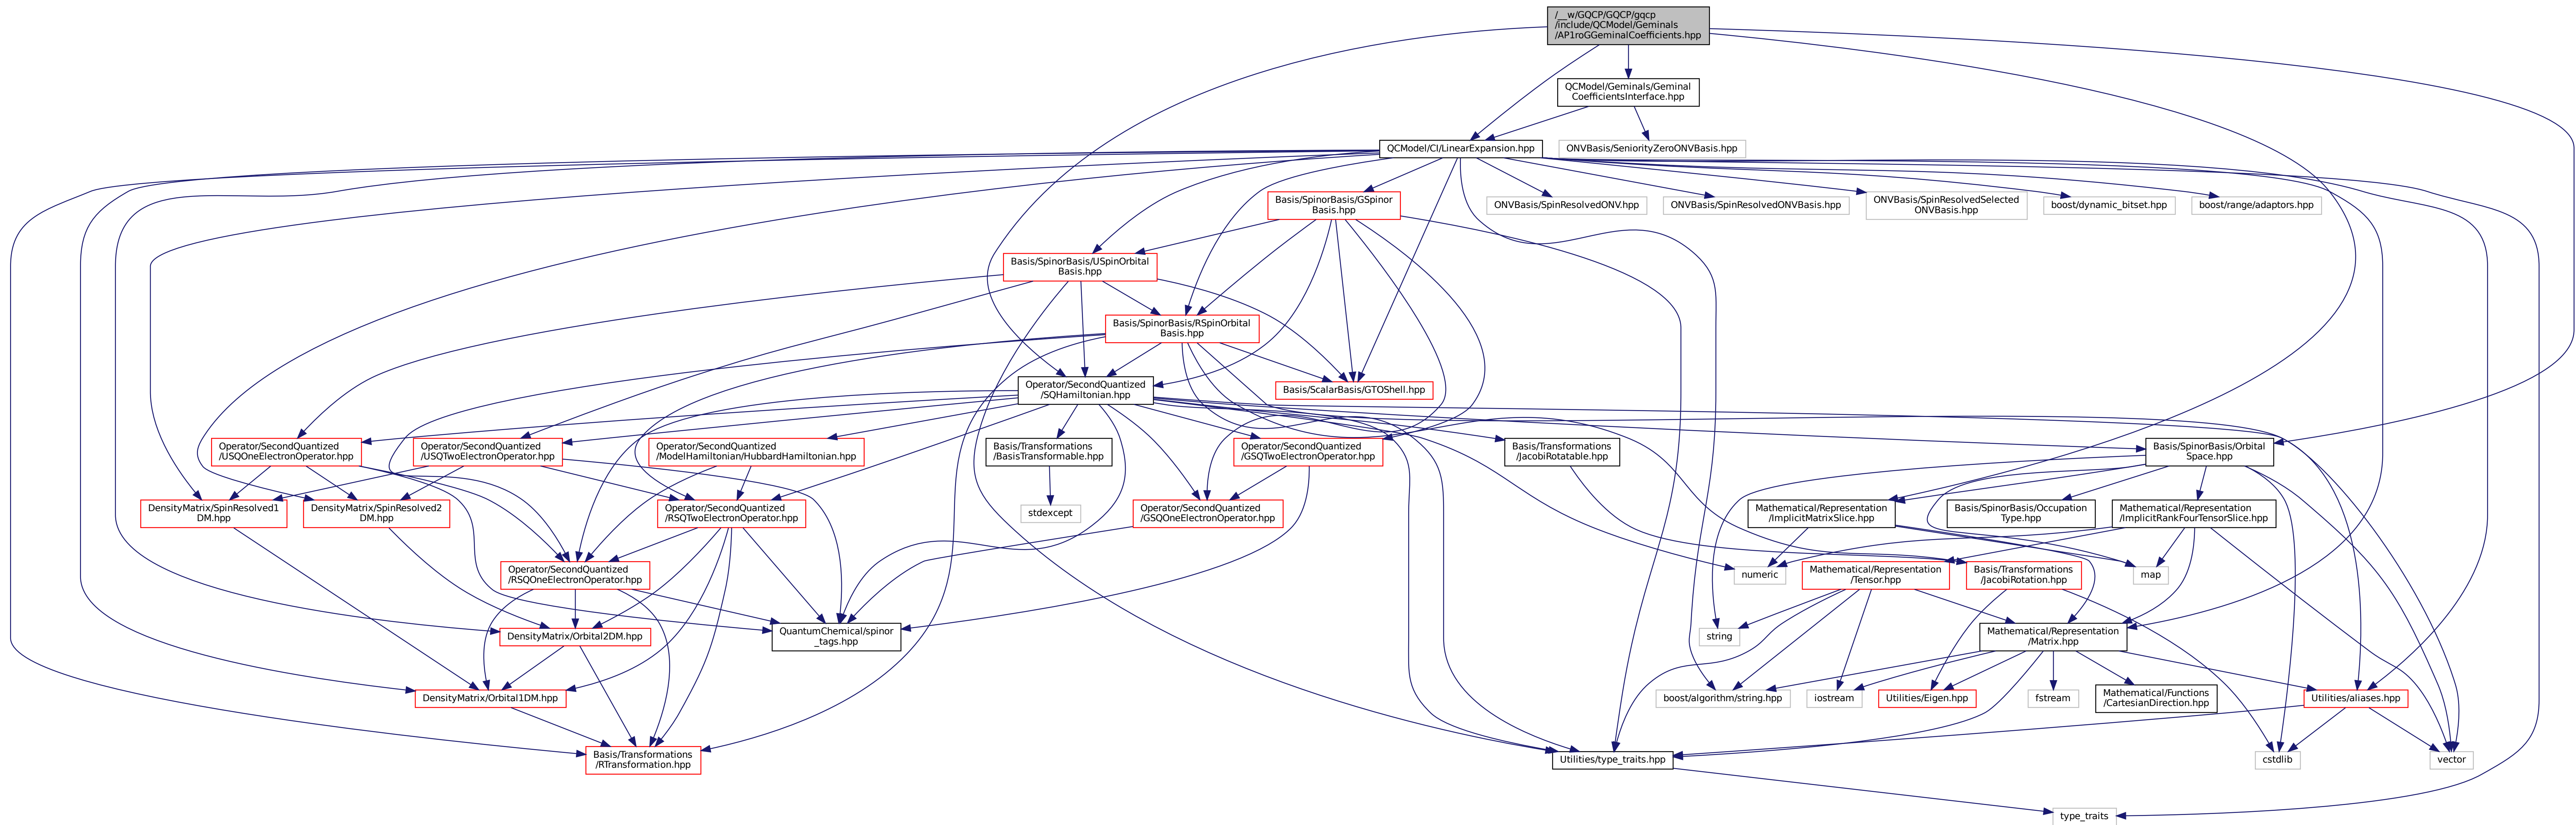 /__w/GQCP/GQCP/gqcp
/include/QCModel/Geminals
/AP1roGGeminalCoefficients.hpp
QCModel/Geminals/Geminal
CoefficientsInterface.hpp
QCModel/CI/LinearExpansion.hpp
ONVBasis/SeniorityZeroONVBasis.hpp
Basis/SpinorBasis/GSpinor
Basis.hpp
ONVBasis/SpinResolvedONV.hpp
ONVBasis/SpinResolvedONVBasis.hpp
ONVBasis/SpinResolvedSelected
ONVBasis.hpp
boost/dynamic_bitset.hpp
boost/range/adaptors.hpp
Basis/SpinorBasis/USpinOrbital
Basis.hpp
Basis/SpinorBasis/RSpinOrbital
Basis.hpp
Operator/SecondQuantized
/SQHamiltonian.hpp
Basis/ScalarBasis/GTOShell.hpp
Operator/SecondQuantized
/USQOneElectronOperator.hpp
Operator/SecondQuantized
/USQTwoElectronOperator.hpp
Operator/SecondQuantized
/ModelHamiltonian/HubbardHamiltonian.hpp
Basis/Transformations
/BasisTransformable.hpp
Operator/SecondQuantized
/GSQTwoElectronOperator.hpp
Basis/Transformations
/JacobiRotatable.hpp
Basis/SpinorBasis/Orbital
Space.hpp
DensityMatrix/SpinResolved1
DM.hpp
DensityMatrix/SpinResolved2
DM.hpp
Operator/SecondQuantized
/RSQTwoElectronOperator.hpp
stdexcept
Operator/SecondQuantized
/GSQOneElectronOperator.hpp
Mathematical/Representation
/ImplicitMatrixSlice.hpp
Basis/SpinorBasis/Occupation
Type.hpp
Mathematical/Representation
/ImplicitRankFourTensorSlice.hpp
Operator/SecondQuantized
/RSQOneElectronOperator.hpp
numeric
Mathematical/Representation
/Tensor.hpp
Basis/Transformations
/JacobiRotation.hpp
map
DensityMatrix/Orbital2DM.hpp
QuantumChemical/spinor
_tags.hpp
string
Mathematical/Representation
/Matrix.hpp
DensityMatrix/Orbital1DM.hpp
boost/algorithm/string.hpp
iostream
Utilities/Eigen.hpp
fstream
Mathematical/Functions
/CartesianDirection.hpp
Utilities/aliases.hpp
Basis/Transformations
/RTransformation.hpp
Utilities/type_traits.hpp
cstdlib
vector
type_traits